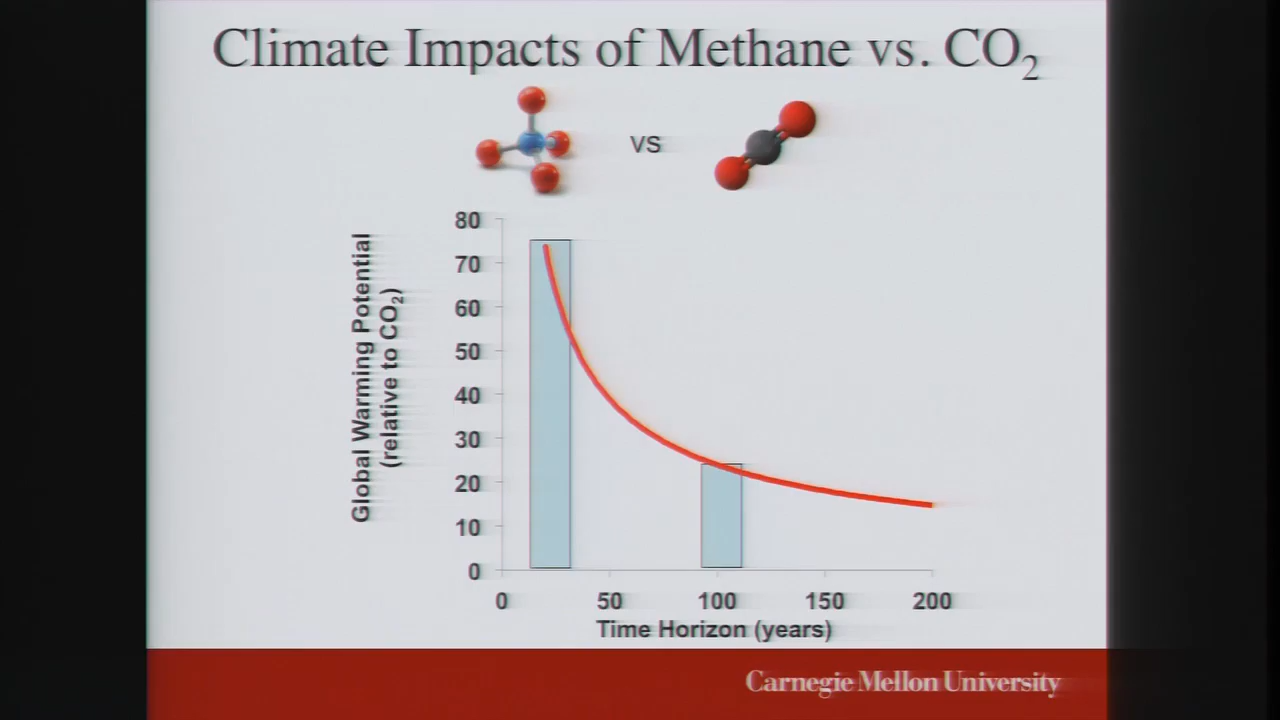 Climate Impacts of Methane vs. CO₂
vs
80
70
60
50
40
30
20
10
0
Global Warming Potential
(relative to CO₂)
0 50 100 150 200
Time Horizon (years)
Carnegie Mellon University